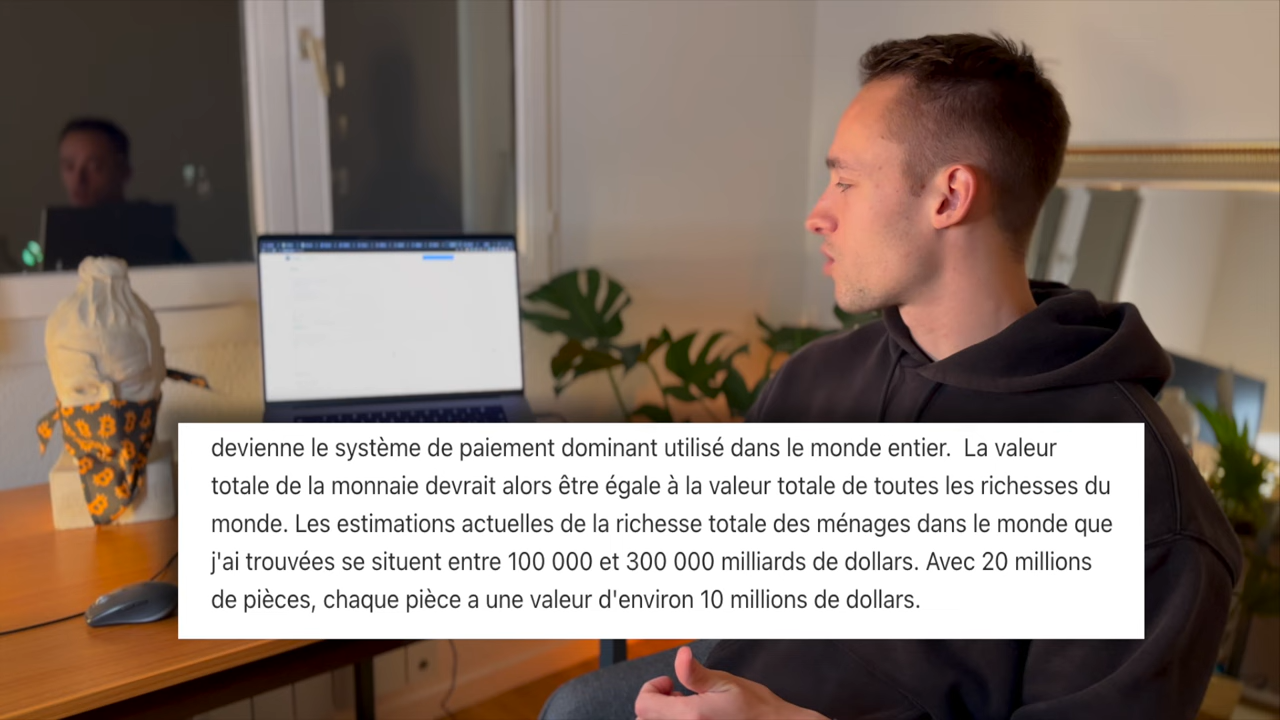 devienne le système de paiement dominant utilisé dans le monde entier.  La valeur
totale de la monnaie devrait alors être égale à la valeur totale de toutes les richesses du
monde. Les estimations actuelles de la richesse totale des ménages dans le monde que
j'ai trouvées se situent entre 100 000 et 300 000 milliards de dollars. Avec 20 millions
de pièces, chaque pièce a une valeur d'environ 10 millions de dollars.